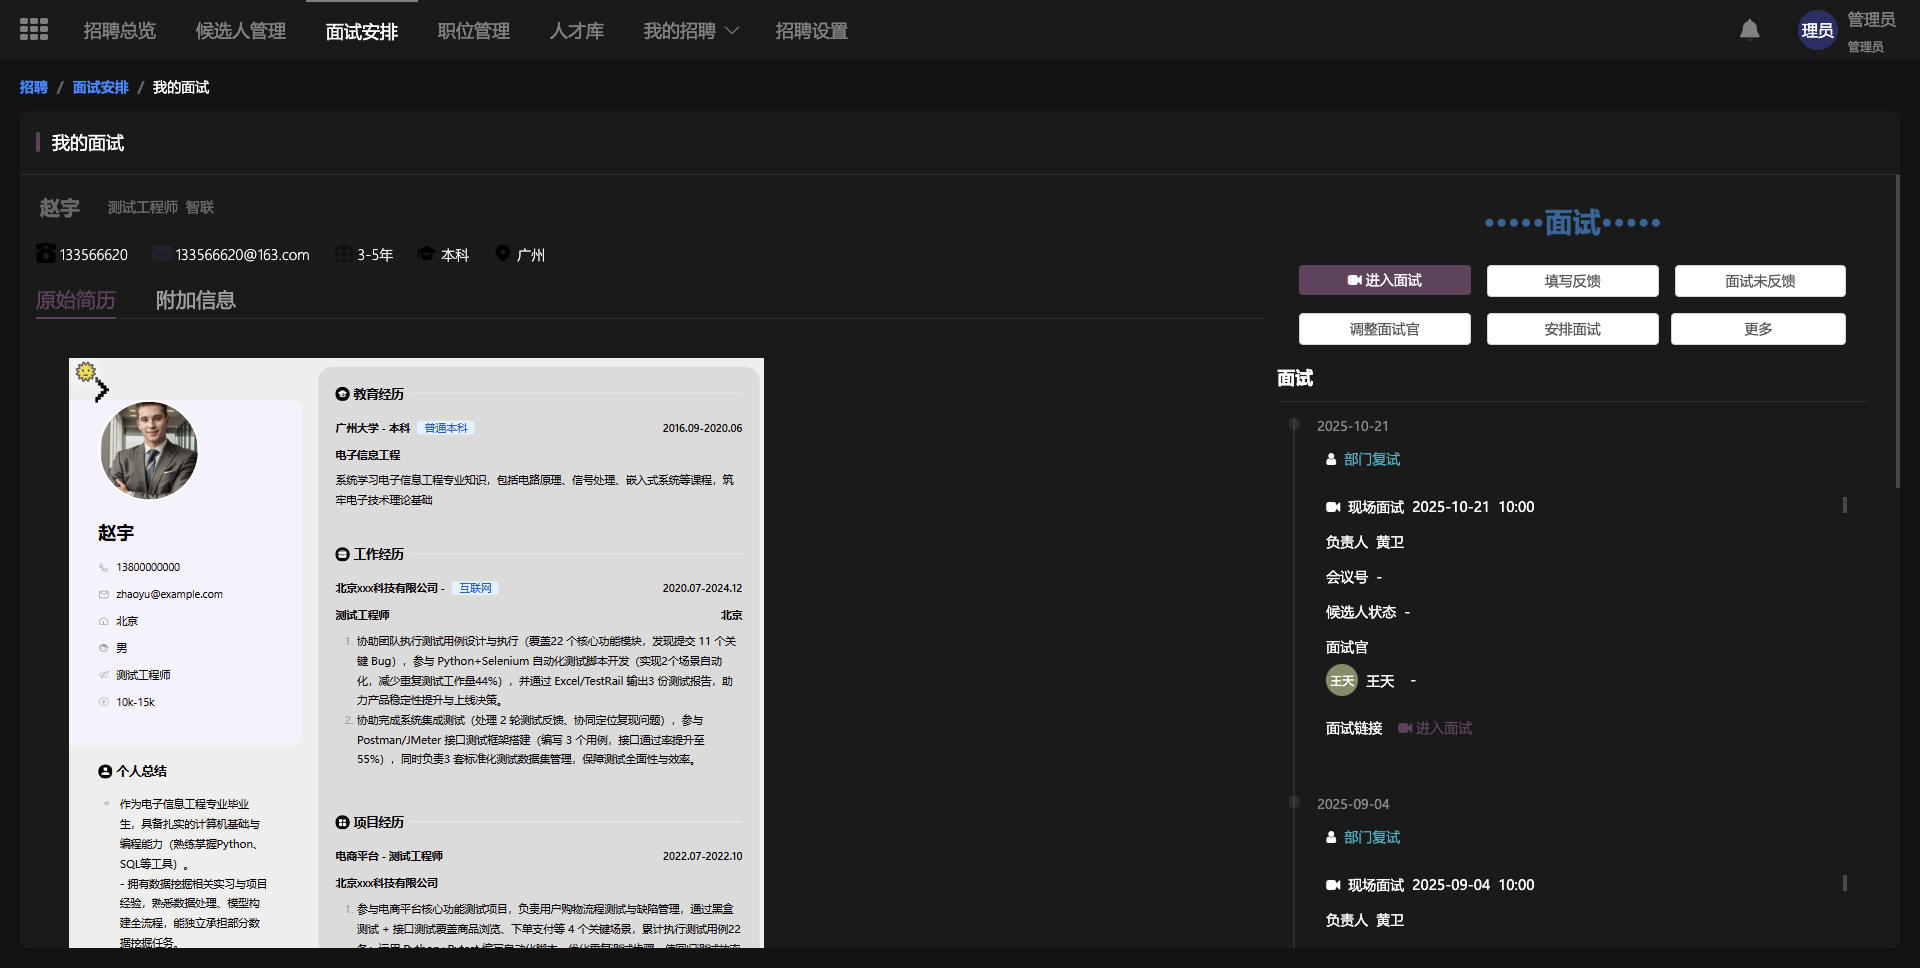 招聘总览 候选人管理 面试安排 职位管理 人才库 我的招聘 招聘设置
理员 管理员
管理员
招聘 / 面试安排 / 我的面试
我的面试
赵宇 测试工程师 智联
133566620 133566620@163.com 3-5年 本科 广州
原始简历 附加信息
赵宇
13800000000
zhaoyu@example.com
北京
男
测试工程师
10k-15k
个人总结
作为电子信息工程专业毕业
生，具备扎实的计算机基础与
编程能力（熟练掌握Python、
SQL等工具）。
- 拥有数据挖掘相关实习与项目
经验，熟悉数据处理、模型构
建全流程，能独立承担部分数
据挖掘任务。
教育经历
广州大学 - 本科 普通本科 2016.09-2020.06
电子信息工程
系统学习电子信息工程专业知识，包括电路原理、信号处理、嵌入式系统等课程，筑
牢电子技术理论基础
工作经历
北京xxx科技有限公司 - 互联网 2020.07-2024.12
测试工程师 北京
1. 协助团队执行测试用例设计与执行（覆盖22 个核心功能模块，发现提交 11 个关
键 Bug），参与 Python+Selenium 自动化测试脚本开发（实现2个场景自动
化，减少重复测试工作量44%），并通过 Excel/TestRail 输出3 份测试报告，助
力产品稳定性提升与上线决策。
2. 协助完成系统集成测试（处理 2 轮测试反馈、协同定位复现问题），参与
Postman/JMeter 接口测试框架搭建（编写 3 个用例，接口通过率提升至
55%），同时负责3 套标准化测试数据集管理，保障测试全面性与效率。
项目经历
电商平台 - 测试工程师 2022.07-2022.10
北京xxx科技有限公司
1. 参与电商平台核心功能测试项目，负责用户购物流程测试与缺陷管理，通过黑盒
测试 + 接口测试覆盖商品浏览、下单支付等 4 个关键场景，累计执行测试用例22
•••••面试•••••
进入面试 填写反馈 面试未反馈
调整面试官 安排面试 更多
面试
2025-10-21
部门复试
现场面试 2025-10-21 10:00
负责人 黄卫
会议号 -
候选人状态 -
面试官
王天 王天 -
面试链接 进入面试
2025-09-04
部门复试
现场面试 2025-09-04 10:00
负责人 黄卫